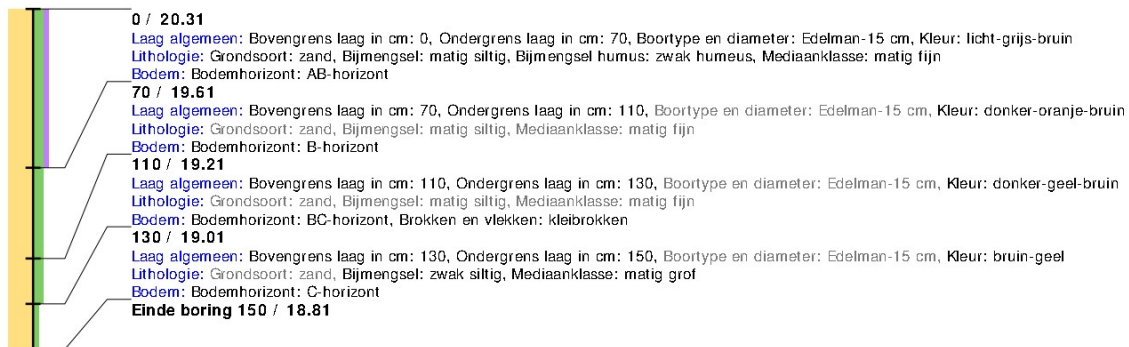 0 / 20.31
Laag algemeen: Bovengrens laag in cm: 0, Ondergrens laag in cm: 70, Boortype en diameter: Edelman-15 cm, Kleur: licht-grijs-bruin
Lithologie: Grondsoort: zand, Bijmengsel: matig siltig, Bijmengsel humus: zwak humeus, Mediaanklasse: matig fijn
Bodem: Bodemhorizont: AB-horizont
70 / 19.61
Laag algemeen: Bovengrens laag in cm: 70, Ondergrens laag in cm: 110, Boortype en diameter: Edelman-15 cm, Kleur: donker-oranje-bruin
Lithologie: Grondsoort: zand, Bijmengsel: matig siltig, Mediaanklasse: matig fijn
Bodem: Bodemhorizont: B-horizont
110 / 19.21
Laag algemeen: Bovengrens laag in cm: 110, Ondergrens laag in cm: 130, Boortype en diameter: Edelman-15 cm, Kleur: donker-geel-bruin
Lithologie: Grondsoort: zand, Bijmengsel: matig siltig, Mediaanklasse: matig fijn
Bodem: Bodemhorizont: BC-horizont, Brokken en vlekken: kleibrokken
130 / 19.01
Laag algemeen: Bovengrens laag in cm: 130, Ondergrens laag in cm: 150, Boortype en diameter: Edelman-15 cm, Kleur: bruin-geel
Lithologie: Grondsoort: zand, Bijmengsel: zwak siltig, Mediaanklasse: matig grof
Bodem: Bodemhorizont: C-horizont
Einde boring 150 / 18.81